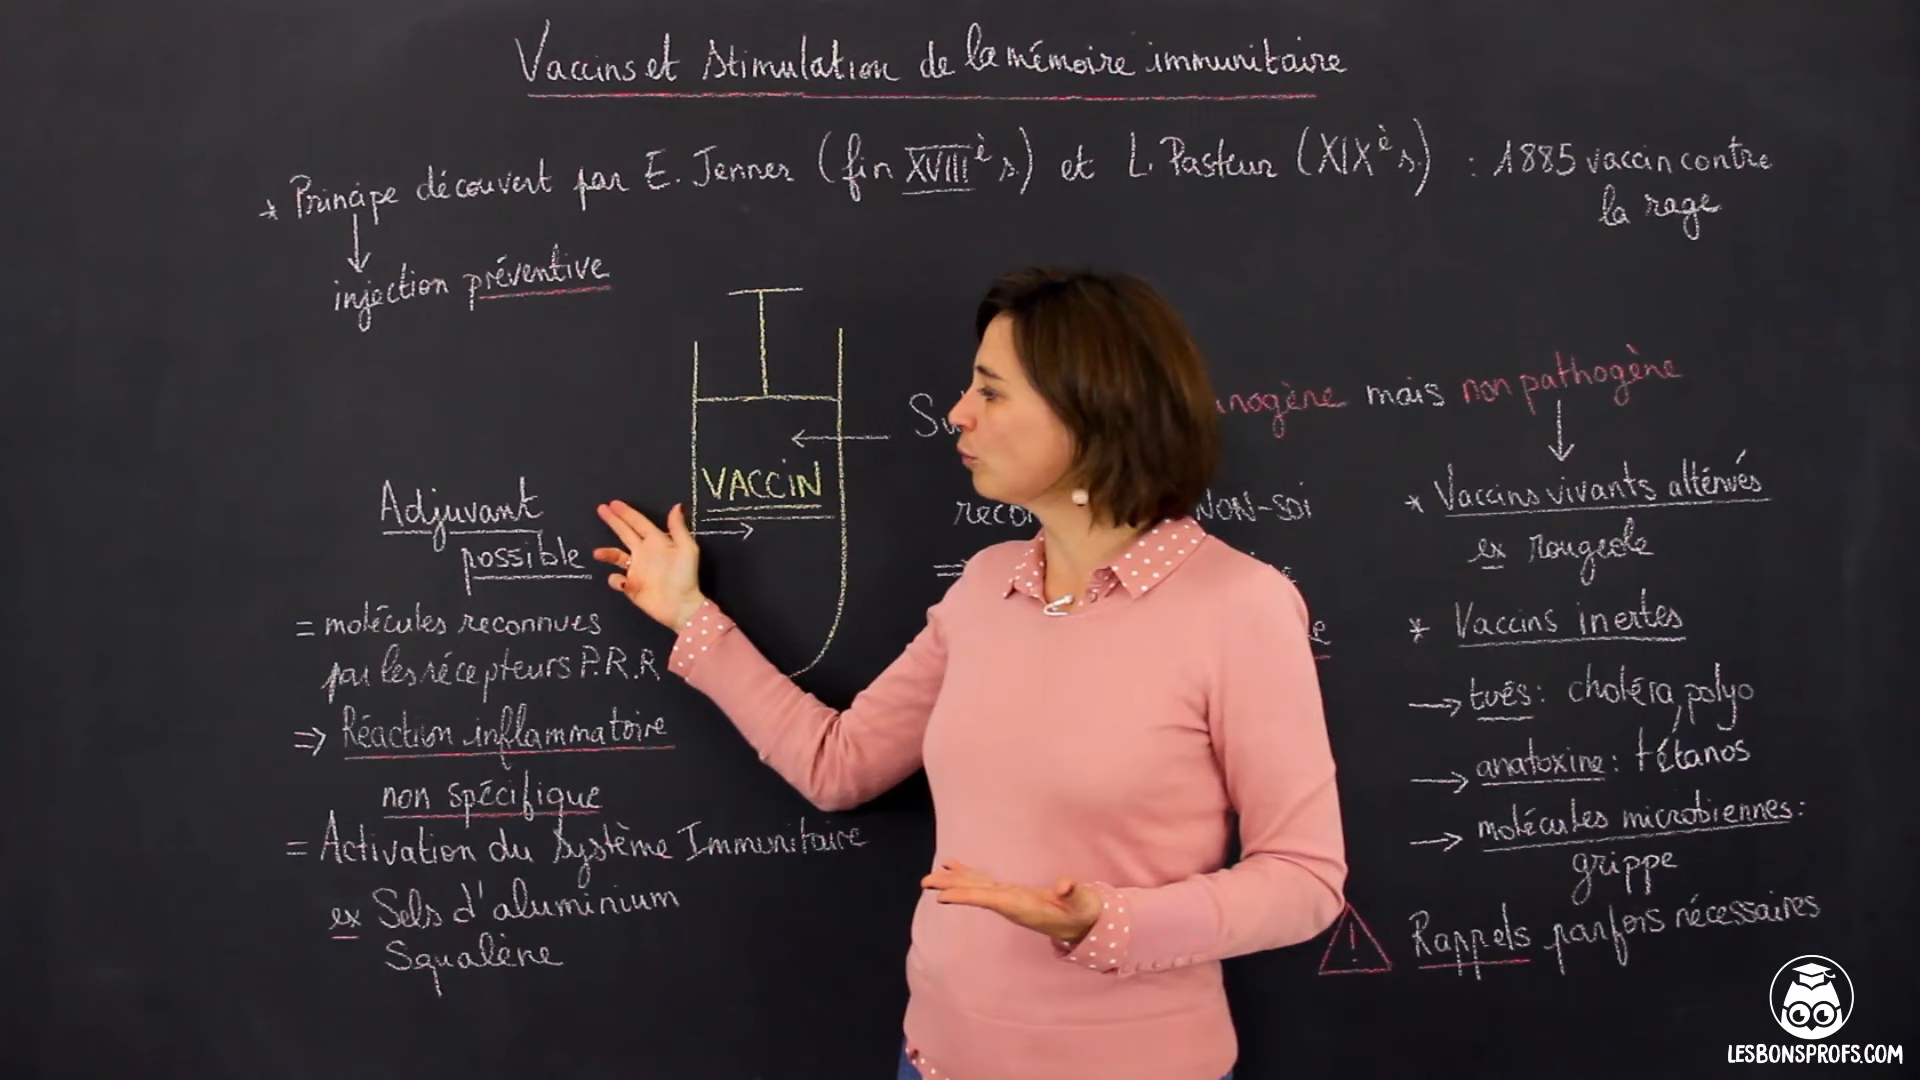 Vaccins et stimulation de la mémoire immunitaire
* Principe découvert par E. Jenner (fin XVIIIè s.) et L. Pasteur (XIXè s.) : 1885 vaccin contre
la rage
↓
injection préventive
mais non pathogène
← 
VACCIN
→
Adjuvant
possible
= molécules reconnues
par les récepteurs P.R.R
⇒ Réaction inflammatoire
non spécifique
= Activation du Système Immunitaire
ex Sels d'aluminium
Squalène
NON-SOI
↓
* Vaccins vivants atténués
ex rougeole
* Vaccins inertes
→ tués : choléra, polyo
→ anatoxine : tétanos
→ molécules microbiennes :
grippe
! Rappels parfois nécessaires
LESBONSPROFS.COM